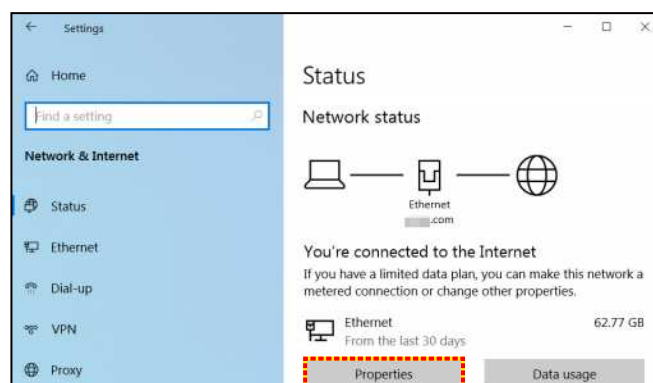 Settings
Home
Find a setting
Network & Internet
Status
Ethernet
Dial-up
VPN
Proxy
Status
Network status
Ethernet
.com
You're connected to the Internet
If you have a limited data plan, you can make this network a
metered connection or change other properties.
Ethernet 62.77 GB
From the last 30 days
Properties Data usage